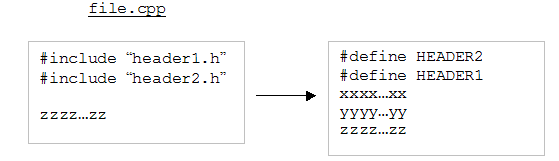 file.cpp
#include “header1.h”
#include “header2.h”
zzzz…zz
#define HEADER2
#define HEADER1
xxxx…xx
yyyy…yy
zzzz…zz